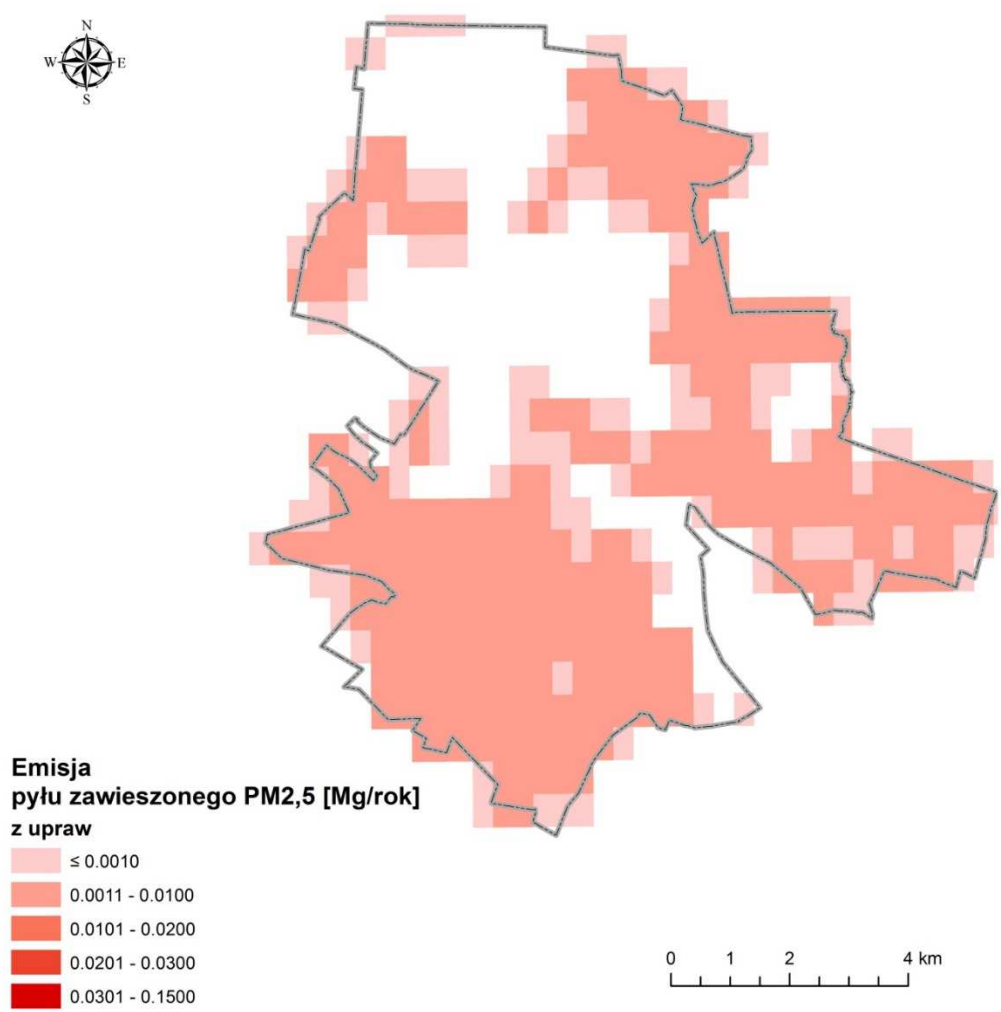 N
W E
S
Emisja
pyłu zawieszonego PM2,5 [Mg/rok]
z upraw
≤ 0.0010
0.0011 - 0.0100
0.0101 - 0.0200
0.0201 - 0.0300
0.0301 - 0.1500
0 1 2 4 km